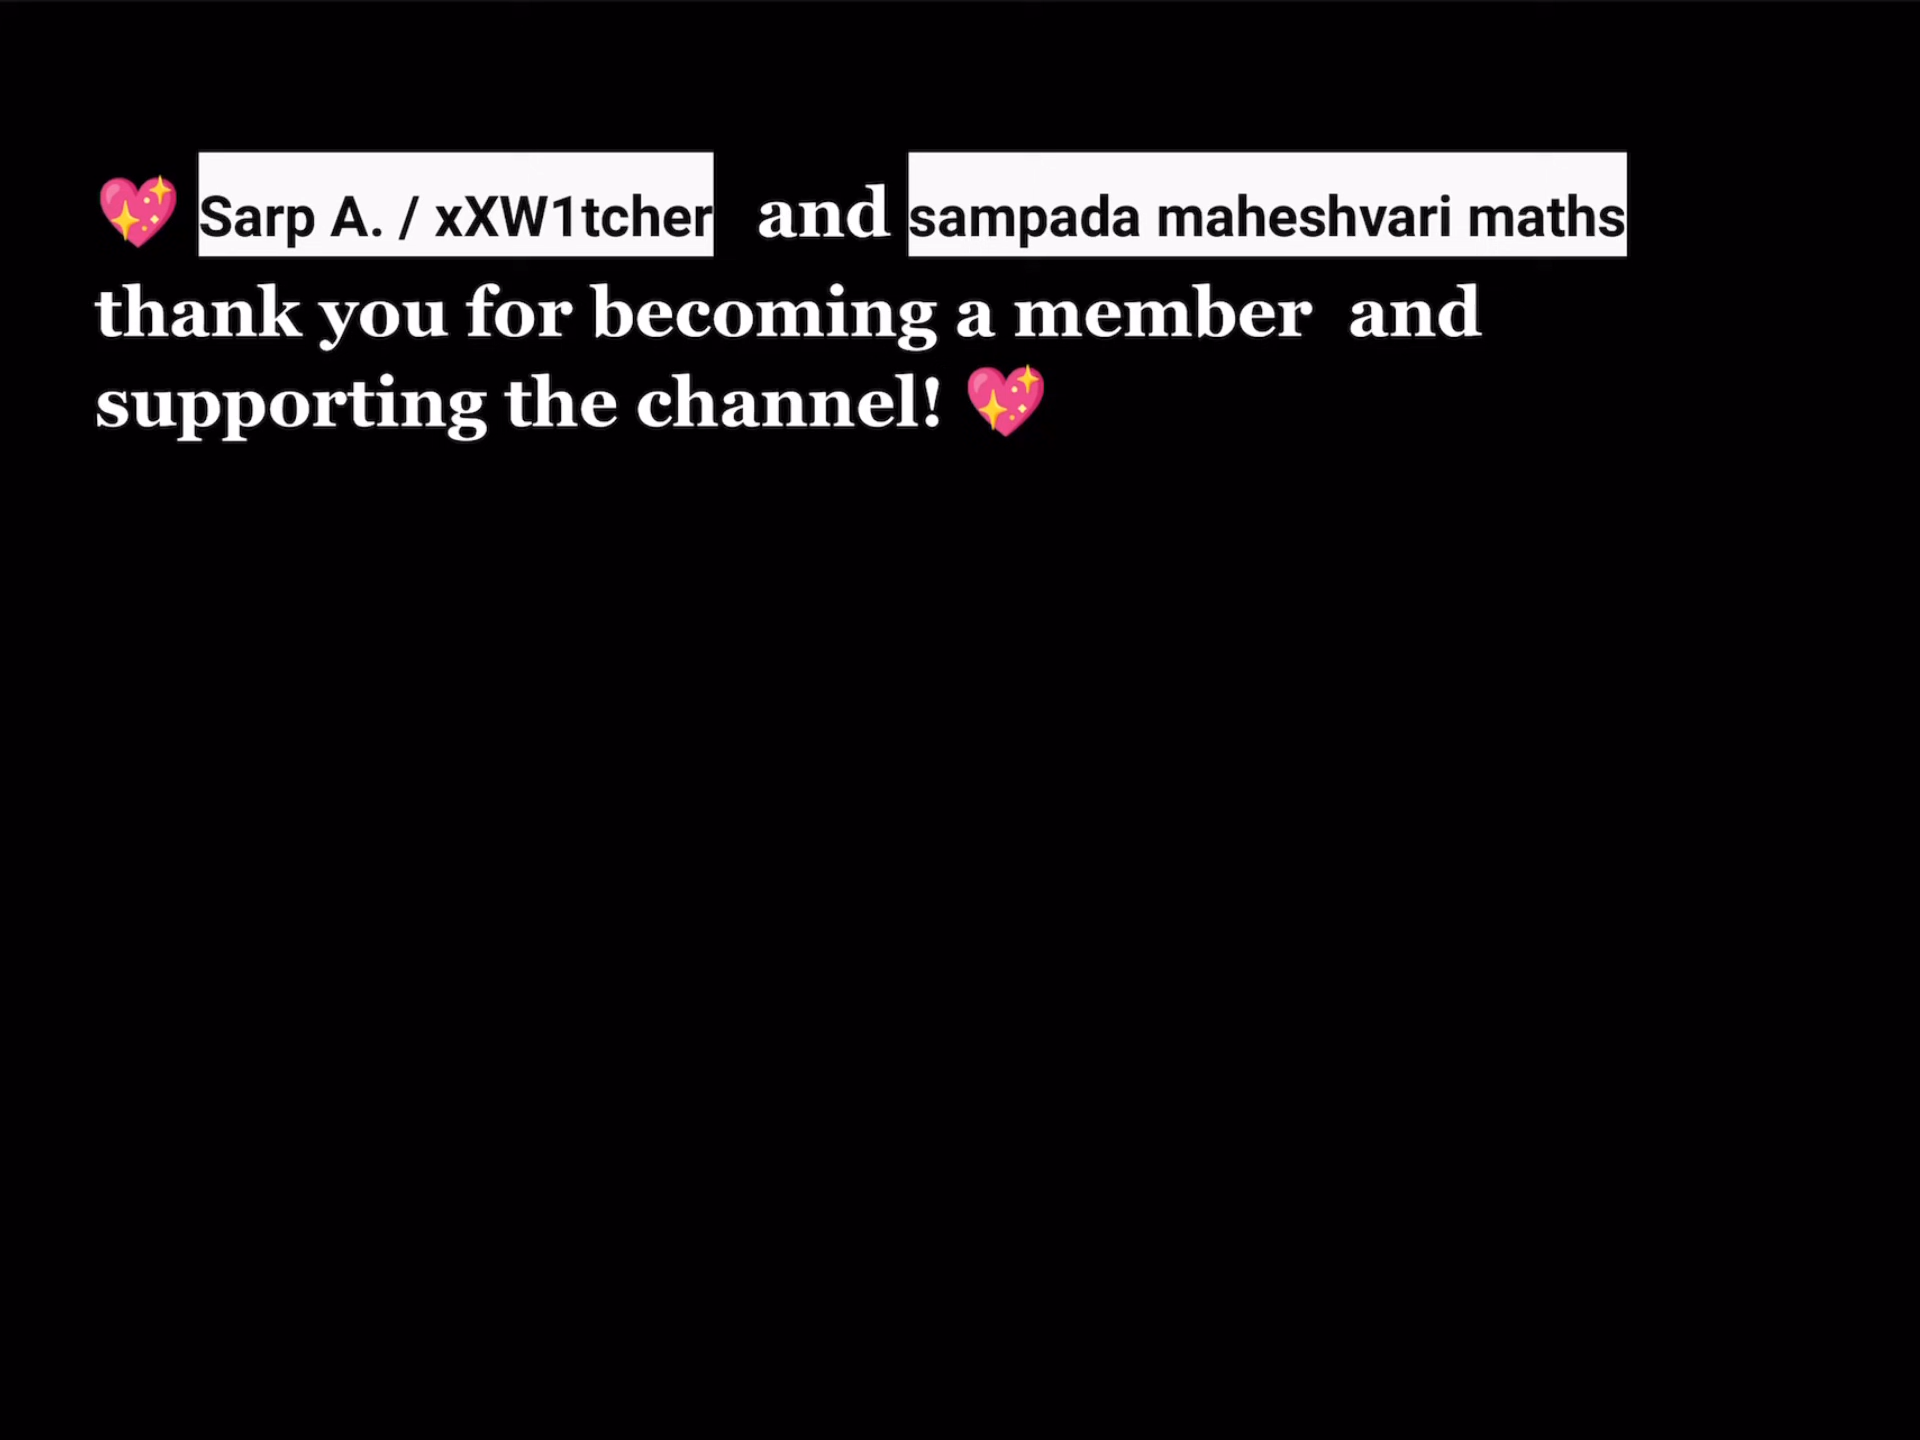 💖 Sarp A. / xXW1tcher and sampada maheshvari maths
thank you for becoming a member and
supporting the channel! 💖